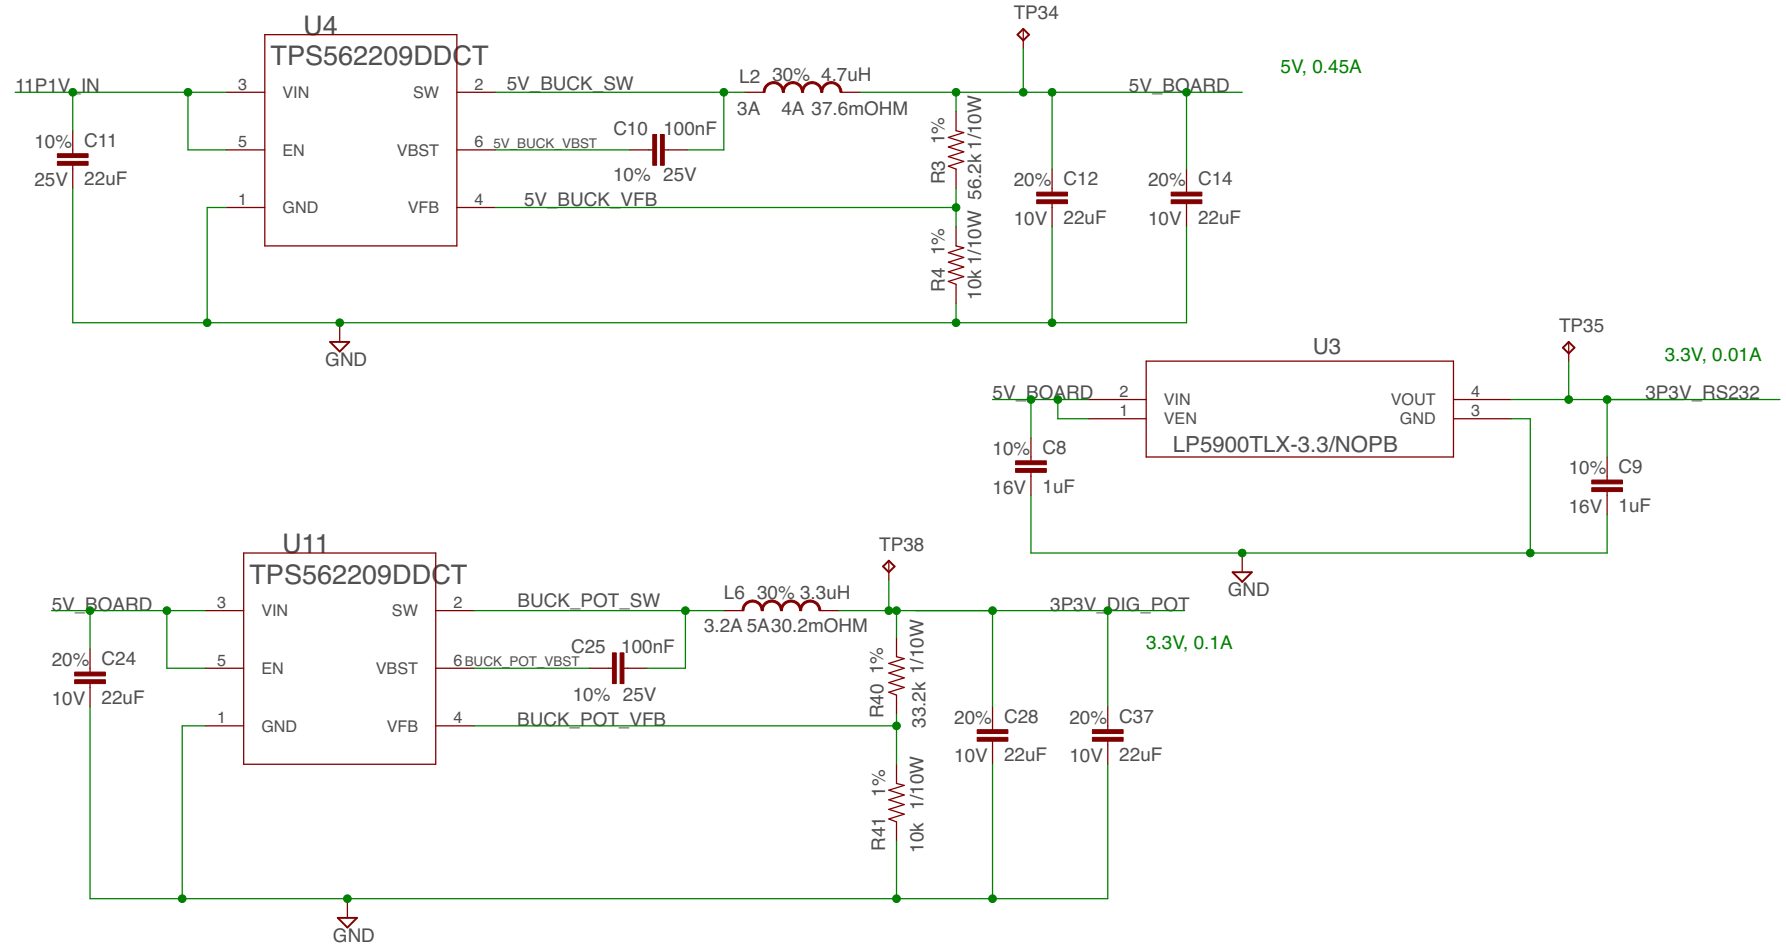 U4
TPS562209DDCT
11P1V_IN
3
VIN
SW
2
5V_BUCK_SW
5
EN
VBST
6
5V_BUCK_VBST
1
GND
VFB
4
5V_BUCK_VFB
10%
C11
25V
22uF
C10
100nF
10%
25V
L2
30%
4.7uH
3A
4A
37.6mOHM
TP34
5V_BOARD
5V, 0.45A
R3
1%
56.2k
1/10W
R4
1%
10k
1/10W
20%
C12
10V
22uF
20%
C14
10V
22uF
GND
U3
5V_BOARD
2
VIN
VOUT
4
1
VEN
GND
3
LP5900TLX-3.3/NOPB
TP35
3.3V, 0.01A
3P3V_RS232
10%
C8
16V
1uF
10%
C9
16V
1uF
GND
U11
TPS562209DDCT
5V_BOARD
3
VIN
SW
2
BUCK_POT_SW
5
EN
VBST
6
BUCK_POT_VBST
1
GND
VFB
4
BUCK_POT_VFB
20%
C24
10V
22uF
C25
100nF
10%
25V
L6
30%
3.3uH
3.2A
5A
30.2mOHM
TP38
3P3V_DIG_POT
3.3V, 0.1A
R40
1%
33.2k
1/10W
R41
1%
10k
1/10W
20%
C28
10V
22uF
20%
C37
10V
22uF
GND